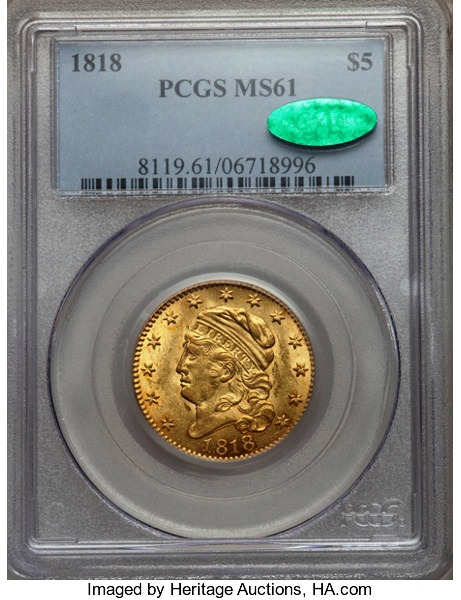 1818 $5
PCGS MS61
CAC
8119.61/06718996
LIBERTY
1818
PCGS
Imaged by Heritage Auctions, HA.com